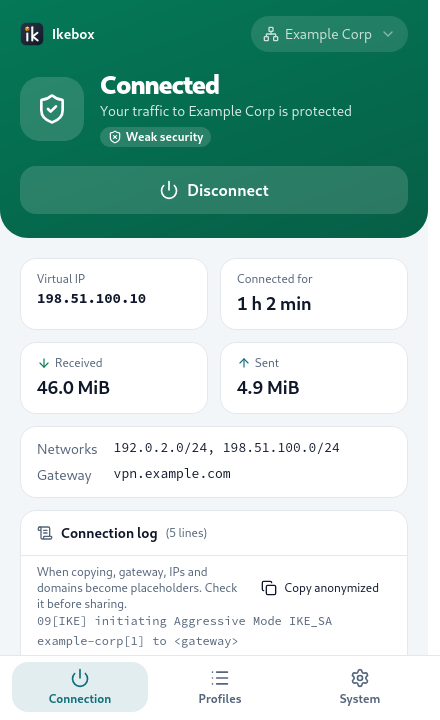 ik Ikebox
Example Corp
Connected
Your traffic to Example Corp is protected
Weak security
Disconnect
Virtual IP
198.51.100.10
Connected for
1 h 2 min
Received
46.0 MiB
Sent
4.9 MiB
Networks 192.0.2.0/24, 198.51.100.0/24
Gateway vpn.example.com
Connection log (5 lines)
When copying, gateway, IPs and
domains become placeholders. Check
it before sharing.
Copy anonymized
09[IKE] initiating Aggressive Mode IKE_SA
example-corp[1] to <gateway>
Connection
Profiles
System